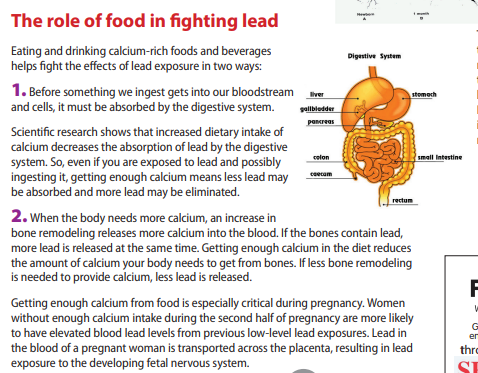 The role of food in fighting lead
Eating and drinking calcium-rich foods and beverages
helps fight the effects of lead exposure in two ways:
1. Before something we ingest gets into our bloodstream
and cells, it must be absorbed by the digestive system.
Scientific research shows that increased dietary intake of
calcium decreases the absorption of lead by the digestive
system. So, even if you are exposed to lead and possibly
ingesting it, getting enough calcium means less lead may
be absorbed and more lead may be eliminated.
2. When the body needs more calcium, an increase in
bone remodeling releases more calcium into the blood. If the bones contain lead,
more lead is released at the same time. Getting enough calcium in the diet reduces
the amount of calcium your body needs to get from bones. If less bone remodeling
is needed to provide calcium, less lead is released.
Getting enough calcium from food is especially critical during pregnancy. Women
without enough calcium intake during the second half of pregnancy are more likely
to have elevated blood lead levels from previous low-level lead exposures. Lead in
the blood of a pregnant woman is transported across the placenta, resulting in lead
exposure to the developing fetal nervous system.
Newborn
A
1 month
B
Digestive System
liver
gallbladder
pancreas
colon
caecum
stomach
small intestine
rectum